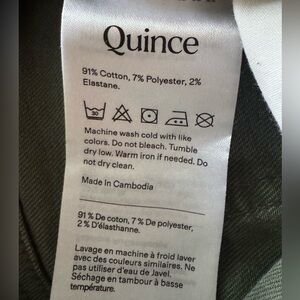 Quince
91% Cotton, 7% Polyester, 2%
Elastane.
30
Machine wash cold with like
colors. Do not bleach. Tumble
dry low. Warm iron if needed. Do
not dry clean.
Made in Cambodia
91 % De coton, 7 % De polyester,
2 % D'élasthanne.
Lavage en machine à froid laver
avec des couleurs similaires. Ne
pas utiliser d'eau de Javel.
Séchage en tambour à basse
température.